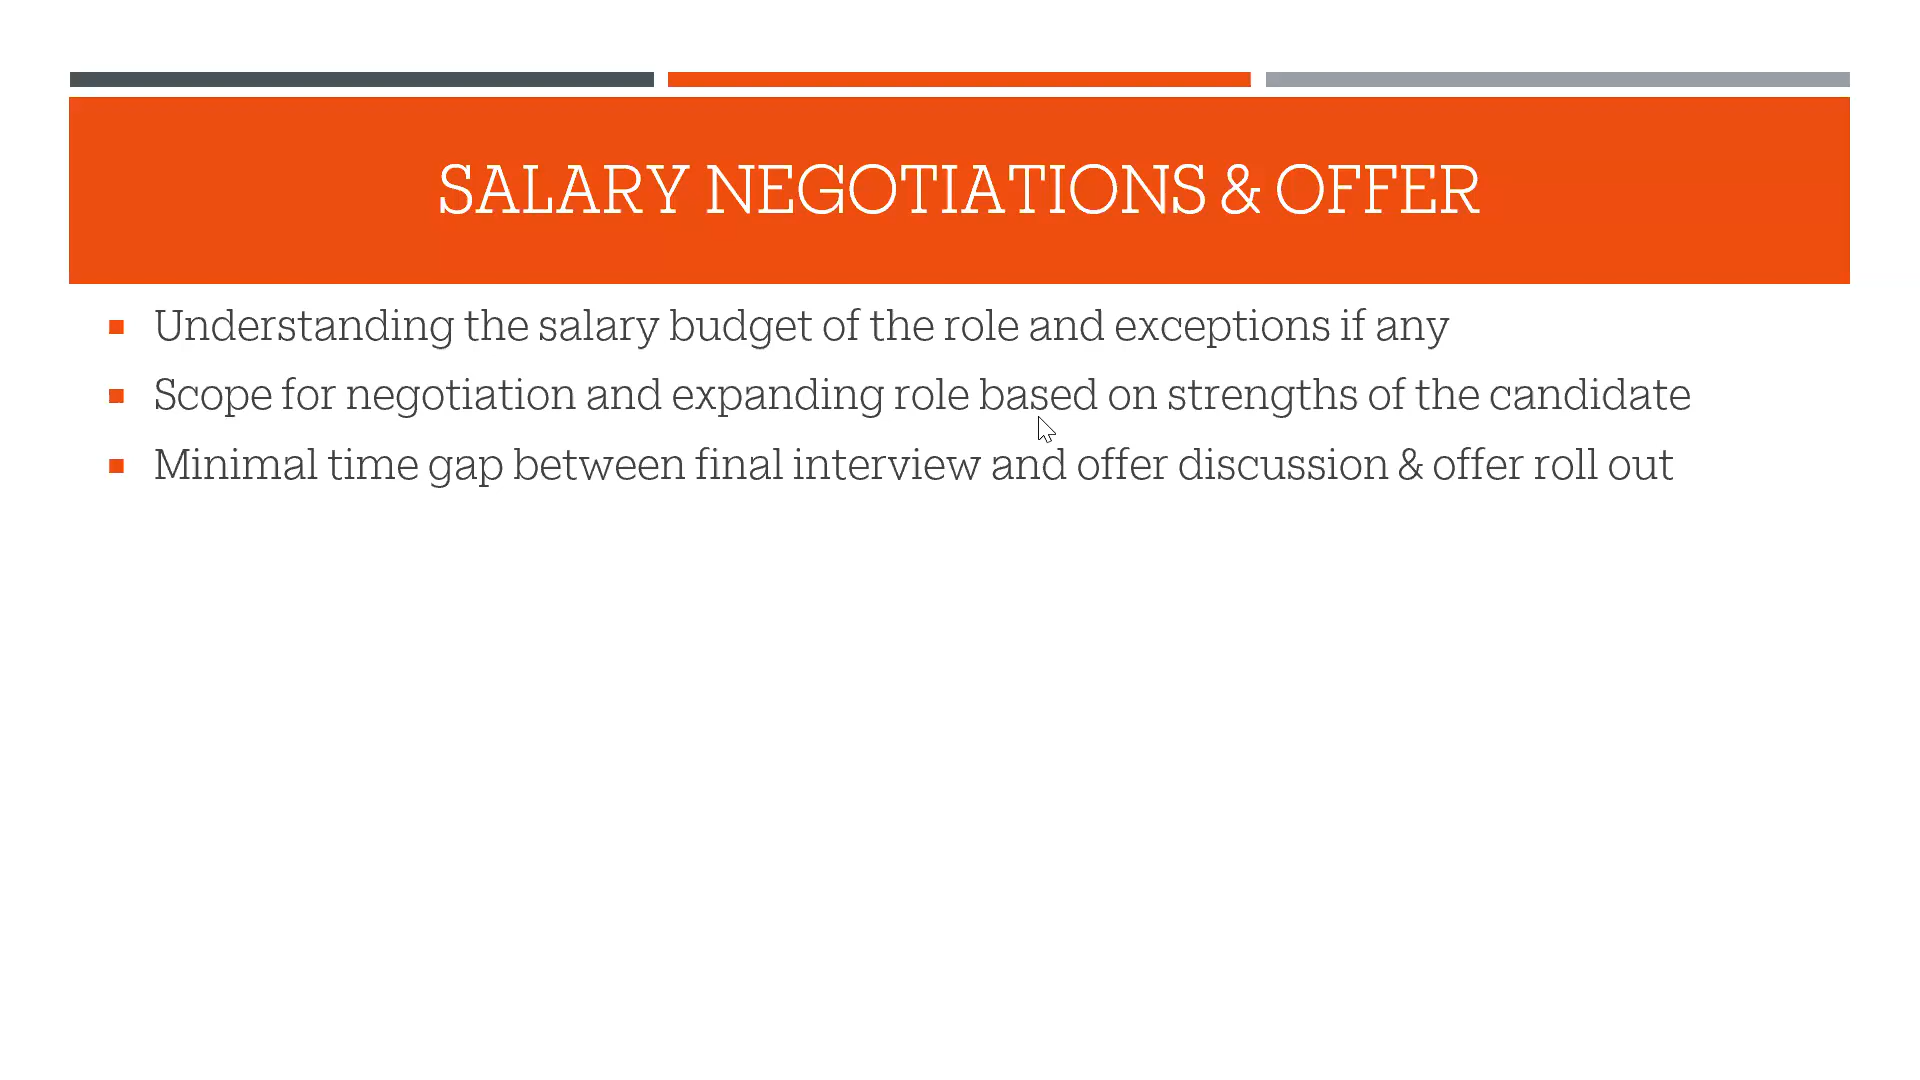 SALARY NEGOTIATIONS & OFFER
Understanding the salary budget of the role and exceptions if any
Scope for negotiation and expanding role based on strengths of the candidate
Minimal time gap between final interview and offer discussion & offer roll out